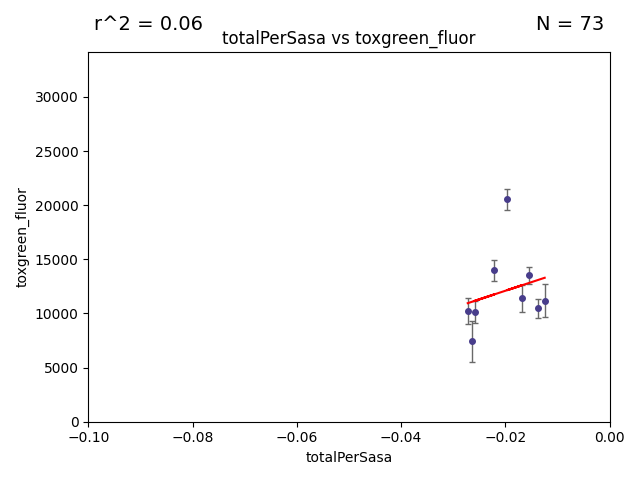 r^2 = 0.06
N = 73
totalPerSasa vs toxgreen_fluor
toxgreen_fluor
30000
25000
20000
15000
10000
5000
0
−0.10
−0.08
−0.06
−0.04
−0.02
0.00
totalPerSasa